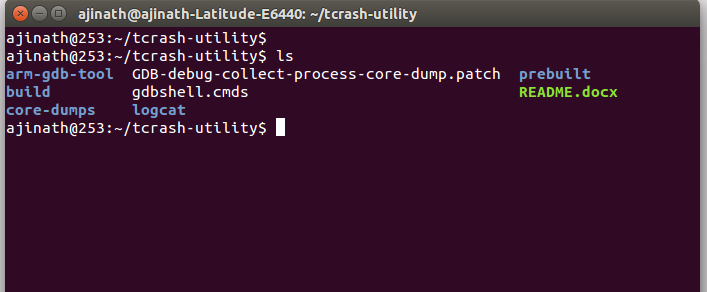 ajinath@ajinath-Latitude-E6440: ~/tcrash-utility
ajinath@253:~/tcrash-utility$
ajinath@253:~/tcrash-utility$ ls
arm-gdb-tool  GDB-debug-collect-process-core-dump.patch  prebuilt
build         gdbshell.cmds                              README.docx
core-dumps    logcat
ajinath@253:~/tcrash-utility$